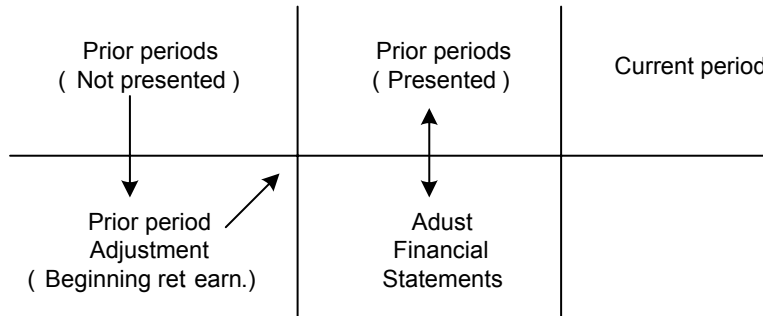 Prior periods
( Not presented )
Prior periods
( Presented )
Current period
Prior period
Adjustment
( Beginning ret earn.)
Adust
Financial
Statements